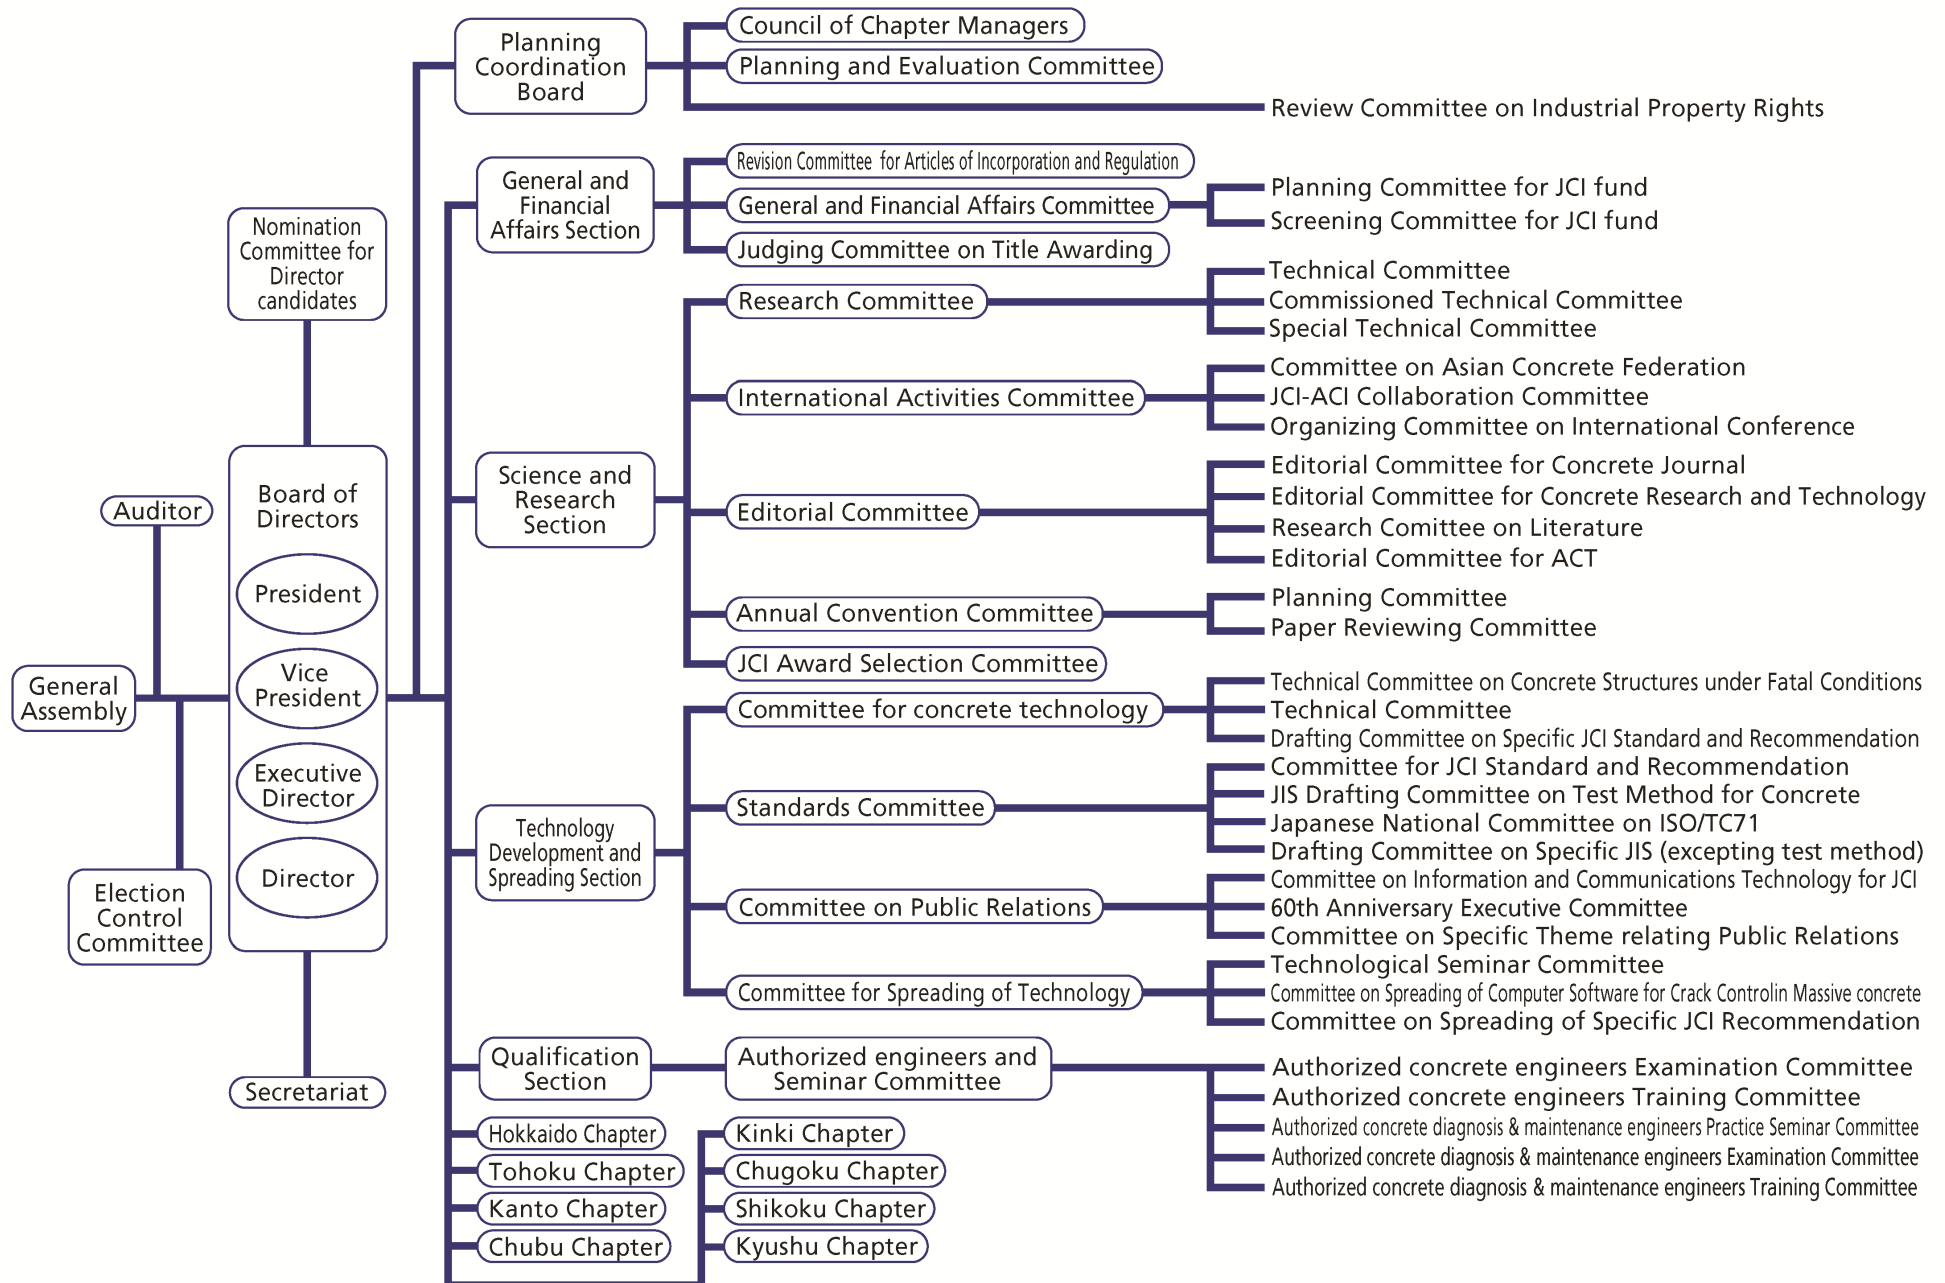 Nomination
Committee for
Director
candidates
Auditor
General
Assembly
Election
Control
Committee
Board of
Directors
President
Vice
President
Executive
Director
Director
Secretariat
Planning
Coordination
Board
Council of Chapter Managers
Planning and Evaluation Committee
Review Committee on Industrial Property Rights
General and
Financial
Affairs Section
Revision Committee for Articles of Incorporation and Regulation
General and Financial Affairs Committee
Planning Committee for JCI fund
Screening Committee for JCI fund
Judging Committee on Title Awarding
Science and
Research
Section
Research Committee
Technical Committee
Commissioned Technical Committee
Special Technical Committee
International Activities Committee
Committee on Asian Concrete Federation
JCI-ACI Collaboration Committee
Organizing Committee on International Conference
Editorial Committee
Editorial Committee for Concrete Journal
Editorial Committee for Concrete Research and Technology
Research Comittee on Literature
Editorial Committee for ACT
Annual Convention Committee
Planning Committee
Paper Reviewing Committee
JCI Award Selection Committee
Technology
Development and
Spreading Section
Committee for concrete technology
Technical Committee on Concrete Structures under Fatal Conditions
Technical Committee
Drafting Committee on Specific JCI Standard and Recommendation
Standards Committee
Committee for JCI Standard and Recommendation
JIS Drafting Committee on Test Method for Concrete
Japanese National Committee on ISO/TC71
Drafting Committee on Specific JIS (excepting test method)
Committee on Public Relations
Committee on Information and Communications Technology for JCI
60th Anniversary Executive Committee
Committee on Specific Theme relating Public Relations
Committee for Spreading of Technology
Technological Seminar Committee
Committee on Spreading of Computer Software for Crack Controlin Massive concrete
Committee on Spreading of Specific JCI Recommendation
Qualification
Section
Authorized engineers and
Seminar Committee
Authorized concrete engineers Examination Committee
Authorized concrete engineers Training Committee
Authorized concrete diagnosis & maintenance engineers Practice Seminar Committee
Authorized concrete diagnosis & maintenance engineers Examination Committee
Authorized concrete diagnosis & maintenance engineers Training Committee
Hokkaido Chapter
Tohoku Chapter
Kanto Chapter
Chubu Chapter
Kinki Chapter
Chugoku Chapter
Shikoku Chapter
Kyushu Chapter